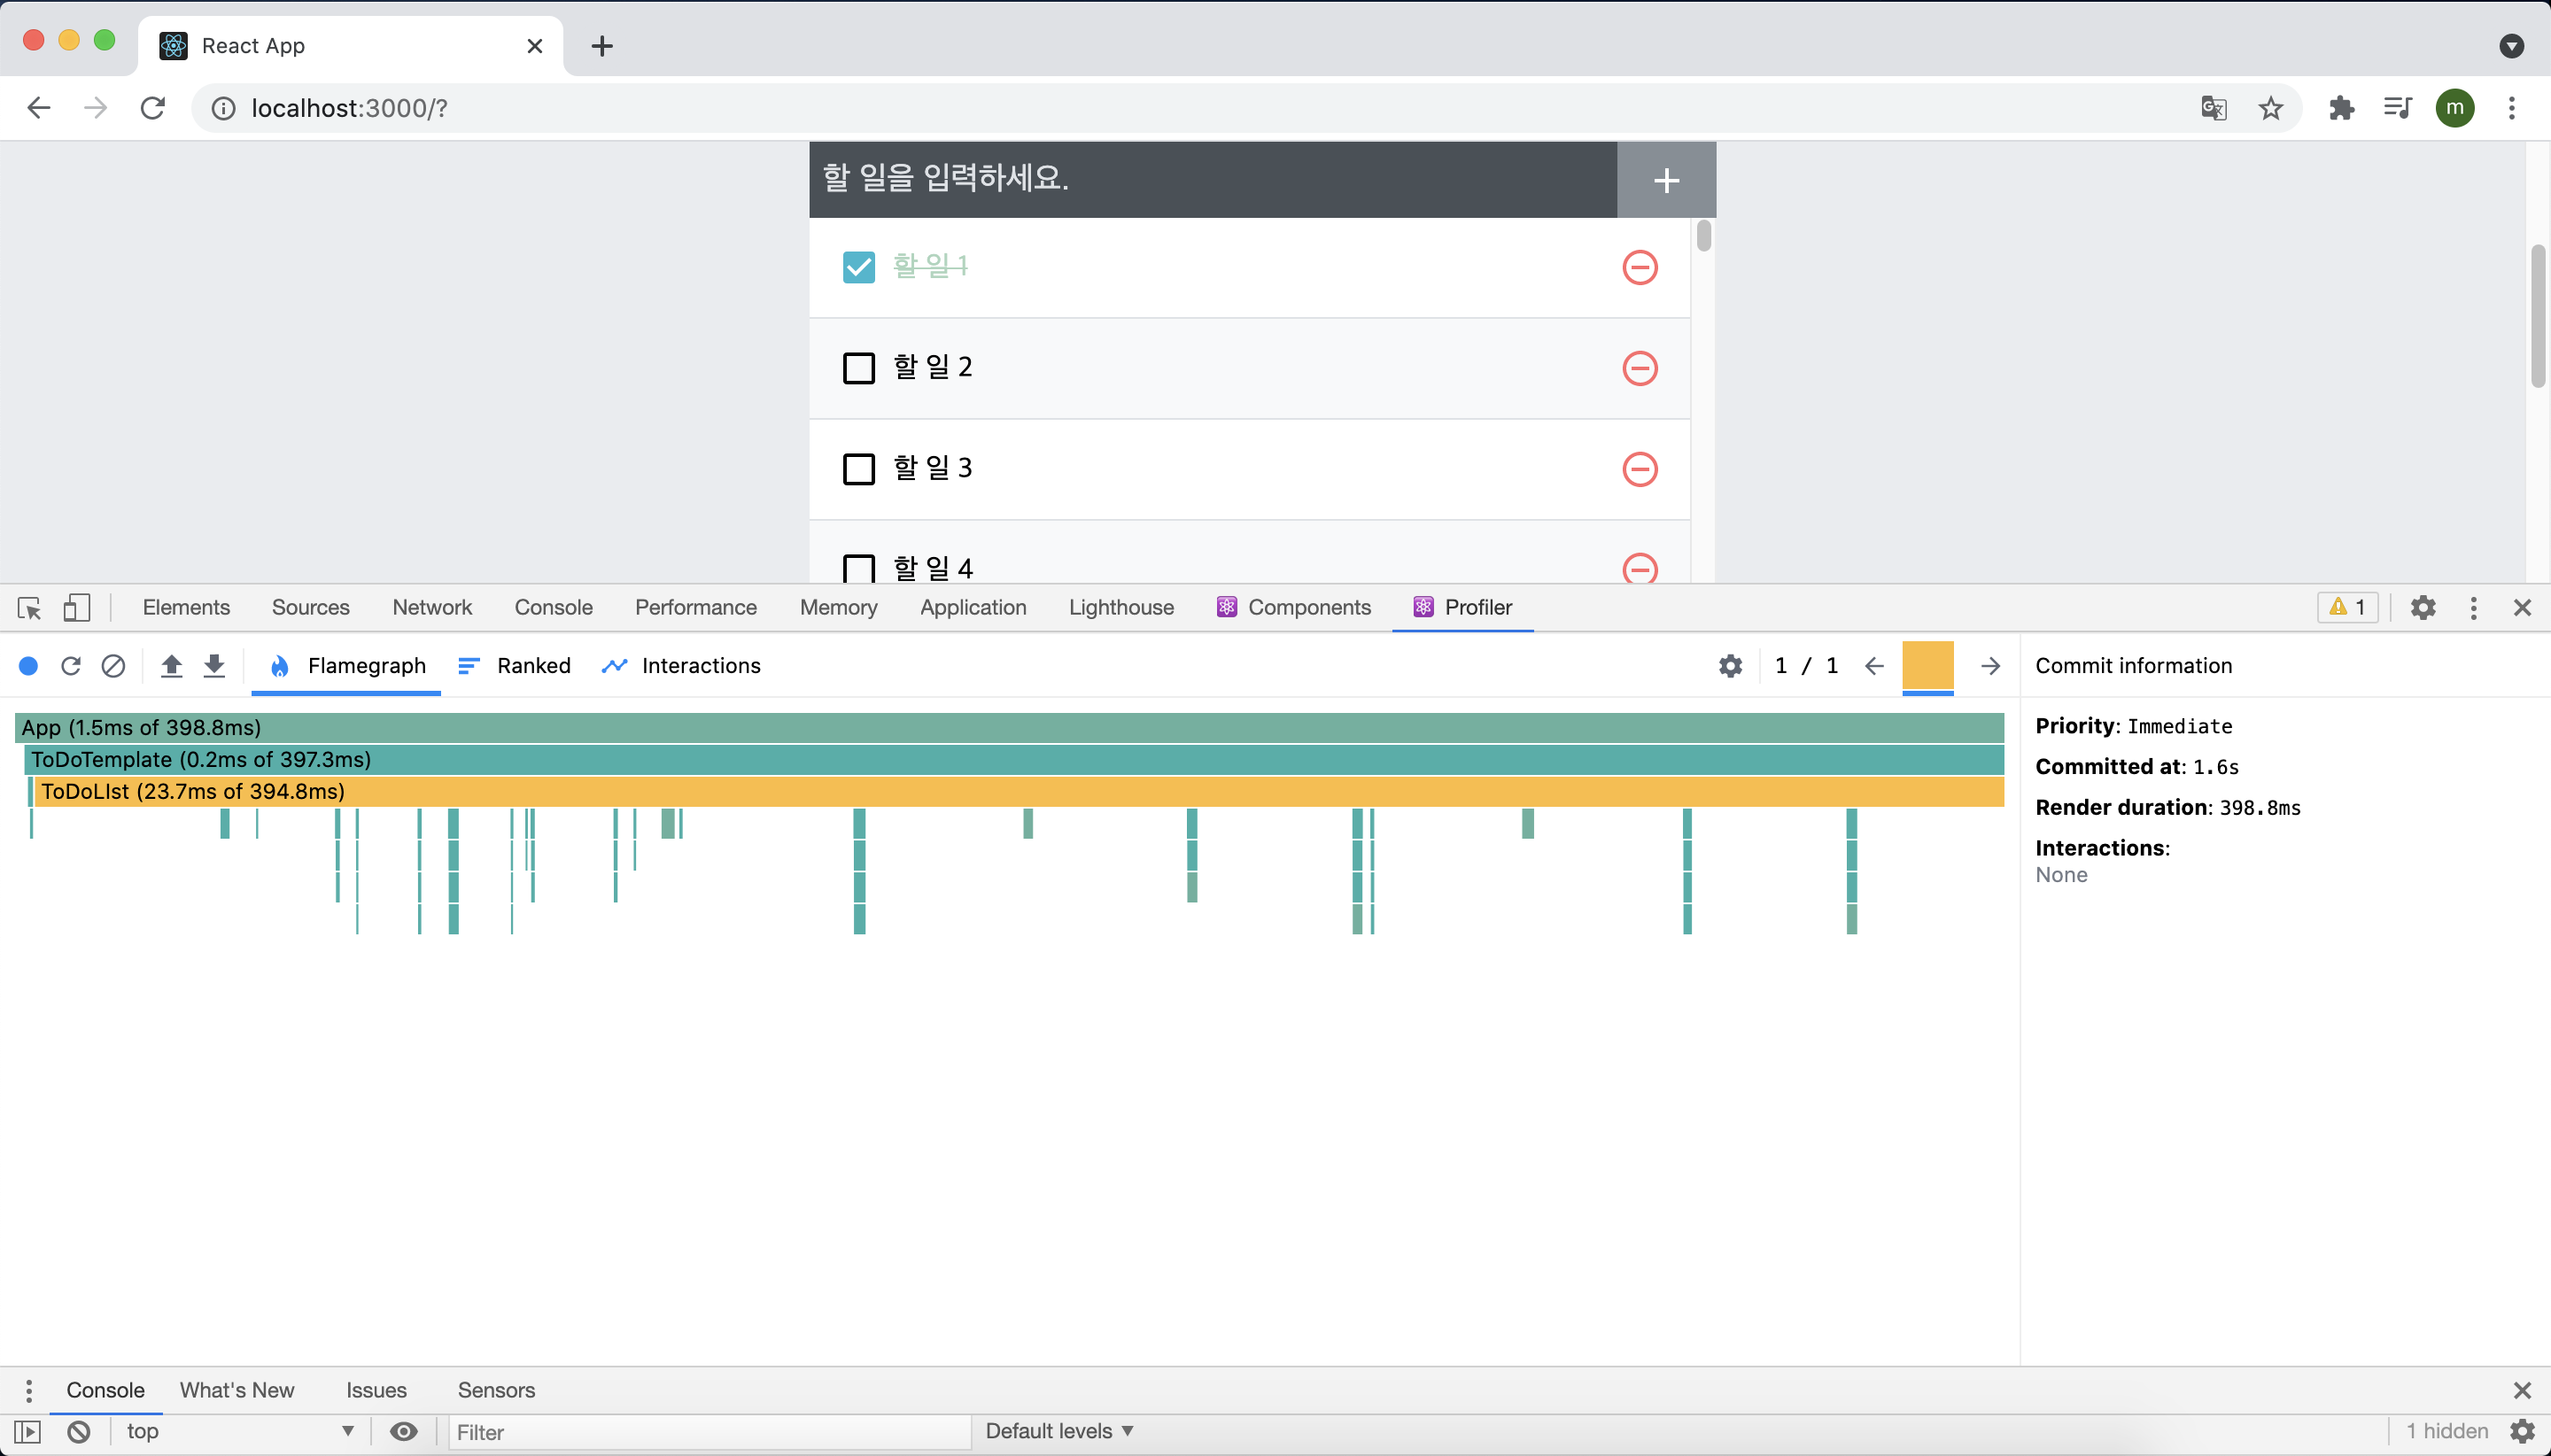 React App
localhost:3000/?
m
할 일을 입력하세요.
할 일 1
할 일 2
할 일 3
할 일 4
Elements Sources Network Console Performance Memory Application Lighthouse Components Profiler 1
Flamegraph Ranked Interactions 1 / 1 Commit information
App (1.5ms of 398.8ms)
ToDoTemplate (0.2ms of 397.3ms)
ToDoLIst (23.7ms of 394.8ms)
Priority: Immediate
Committed at: 1.6s
Render duration: 398.8ms
Interactions:
None
Console What's New Issues Sensors
top Filter Default levels 1 hidden